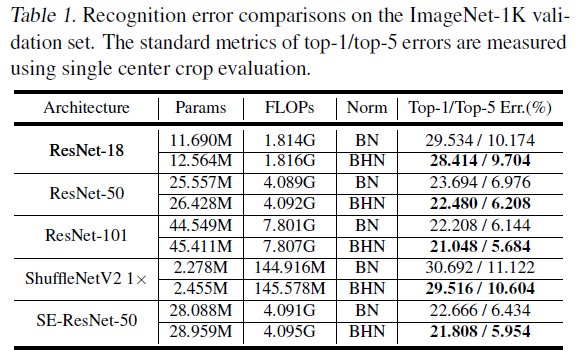 Table 1. Recognition error comparisons on the ImageNet-1K vali-
dation set. The standard metrics of top-1/top-5 errors are measured
using single center crop evaluation.
Architecture Params FLOPs Norm Top-1/Top-5 Err.(%)
ResNet-18 11.690M 1.814G BN 29.534 / 10.174
12.564M 1.816G BHN 28.414 / 9.704
ResNet-50 25.557M 4.089G BN 23.694 / 6.976
26.428M 4.092G BHN 22.480 / 6.208
ResNet-101 44.549M 7.801G BN 22.208 / 6.144
45.411M 7.807G BHN 21.048 / 5.684
ShuffleNetV2 1× 2.278M 144.916M BN 30.692 / 11.122
2.455M 145.578M BHN 29.516 / 10.604
SE-ResNet-50 28.088M 4.091G BN 22.666 / 6.434
28.959M 4.095G BHN 21.808 / 5.954